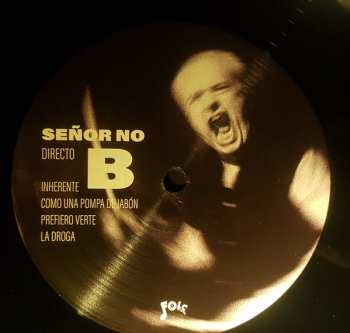 SEÑOR NO
DIRECTO
B
INHERENTE
COMO UNA POMPA DE JABÓN
PREFIERO VERTE
LA DROGA
FOLC